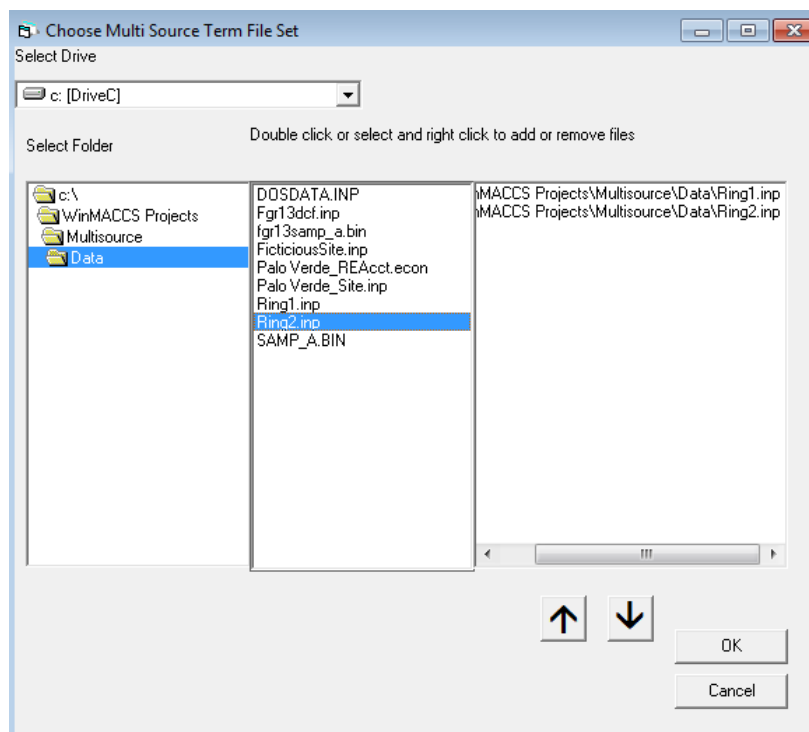 Choose Multi Source Term File Set
Select Drive
c: [DriveC]
Select Folder
Double click or select and right click to add or remove files
c:\
WinMACCS Projects
Multisource
Data
DOSDATA.INP
Fgr13dcf.inp
fgr13samp_a.bin
FicticiousSite.inp
Palo Verde_REAcct.econ
Palo Verde_Site.inp
Ring1.inp
Ring2.inp
SAMP_A.BIN
MACCS Projects\Multisource\Data\Ring1.inp
MACCS Projects\Multisource\Data\Ring2.inp
OK
Cancel